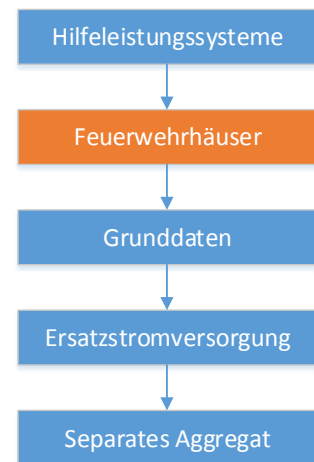 Hilfeleistungssysteme
Feuerwehrhäuser
Grunddaten
Ersatzstromversorgung
Separates Aggregat